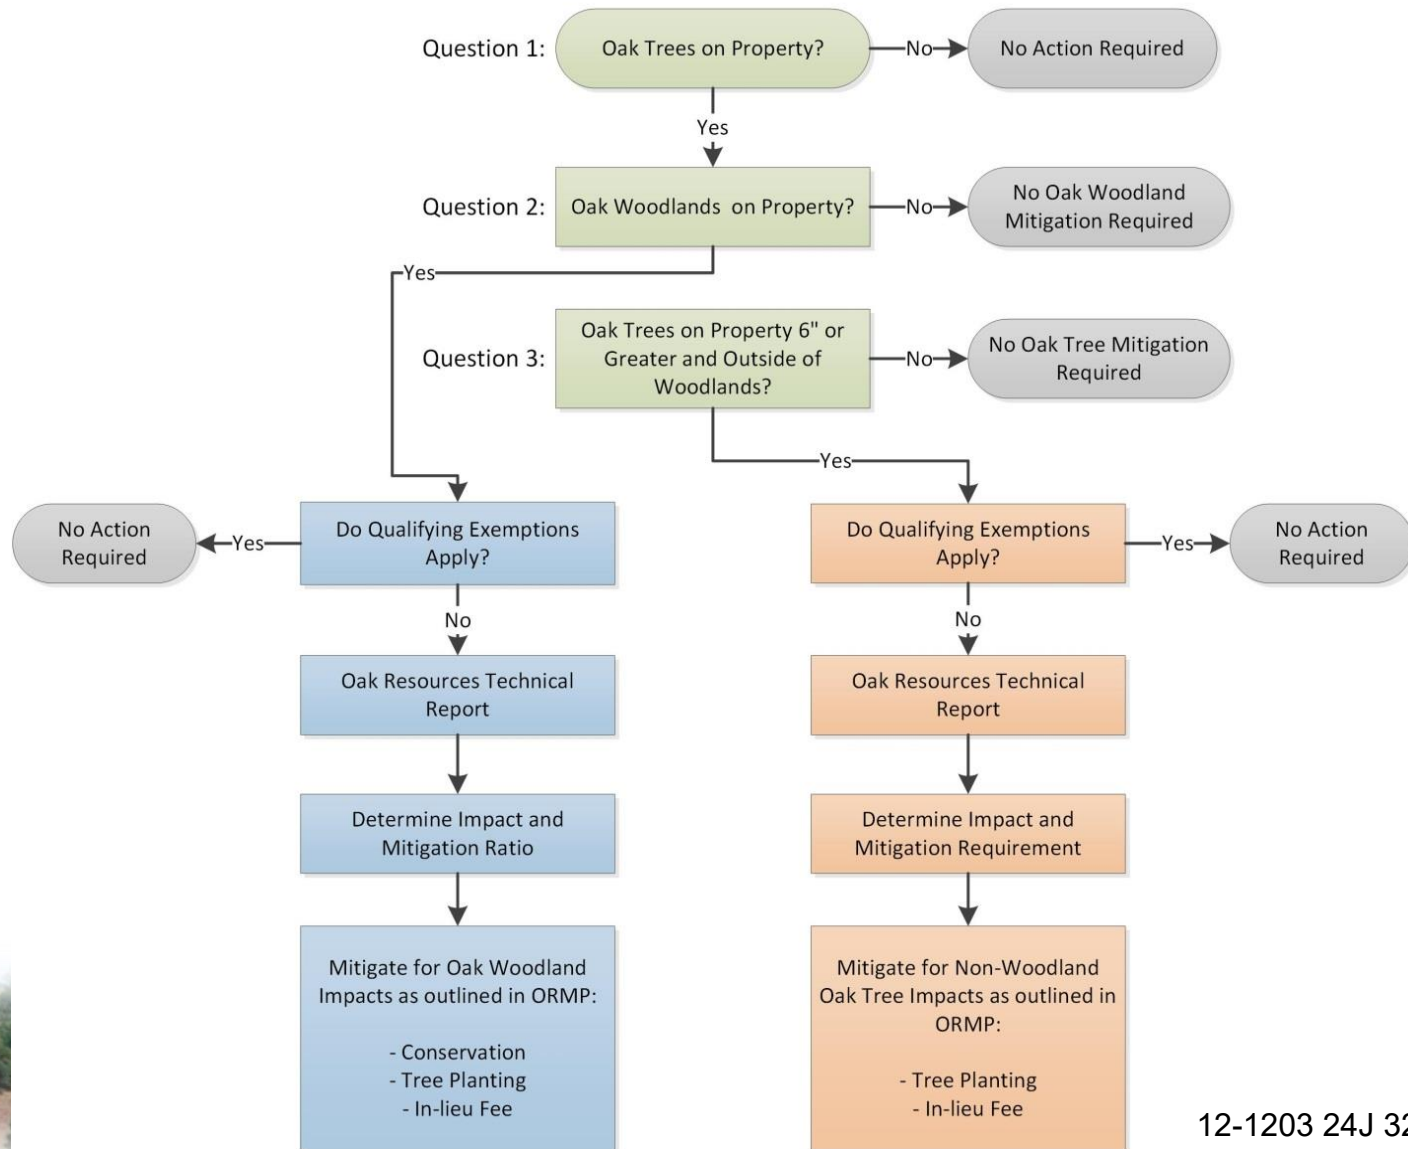 Question 1:
Oak Trees on Property?
No
No Action Required
Yes
Question 2:
Oak Woodlands on Property?
No
No Oak Woodland
Mitigation Required
Yes
Question 3:
Oak Trees on Property 6" or
Greater and Outside of
Woodlands?
No
No Oak Tree Mitigation
Required
Yes
No Action
Required
Yes
Do Qualifying Exemptions
Apply?
Do Qualifying Exemptions
Apply?
Yes
No Action
Required
No
No
Oak Resources Technical
Report
Oak Resources Technical
Report
Determine Impact and
Mitigation Ratio
Determine Impact and
Mitigation Requirement
Mitigate for Oak Woodland
Impacts as outlined in ORMP:
- Conservation
- Tree Planting
- In-lieu Fee
Mitigate for Non-Woodland
Oak Tree Impacts as outlined in
ORMP:
- Tree Planting
- In-lieu Fee
12-1203 24J 32